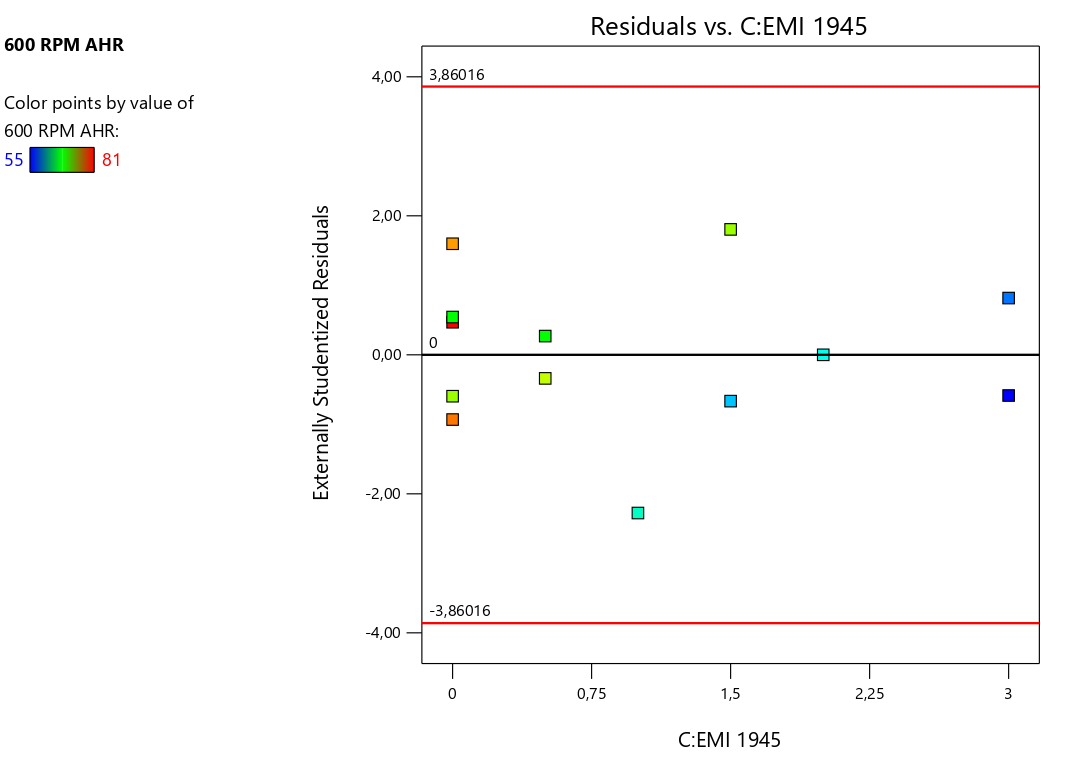 600 RPM AHR
Color points by value of
600 RPM AHR:
55 81
Residuals vs. C:EMI 1945
Externally Studentized Residuals
4,00
2,00
0,00
-2,00
-4,00
3,86016
0
-3,86016
0 0,75 1,5 2,25 3
C:EMI 1945